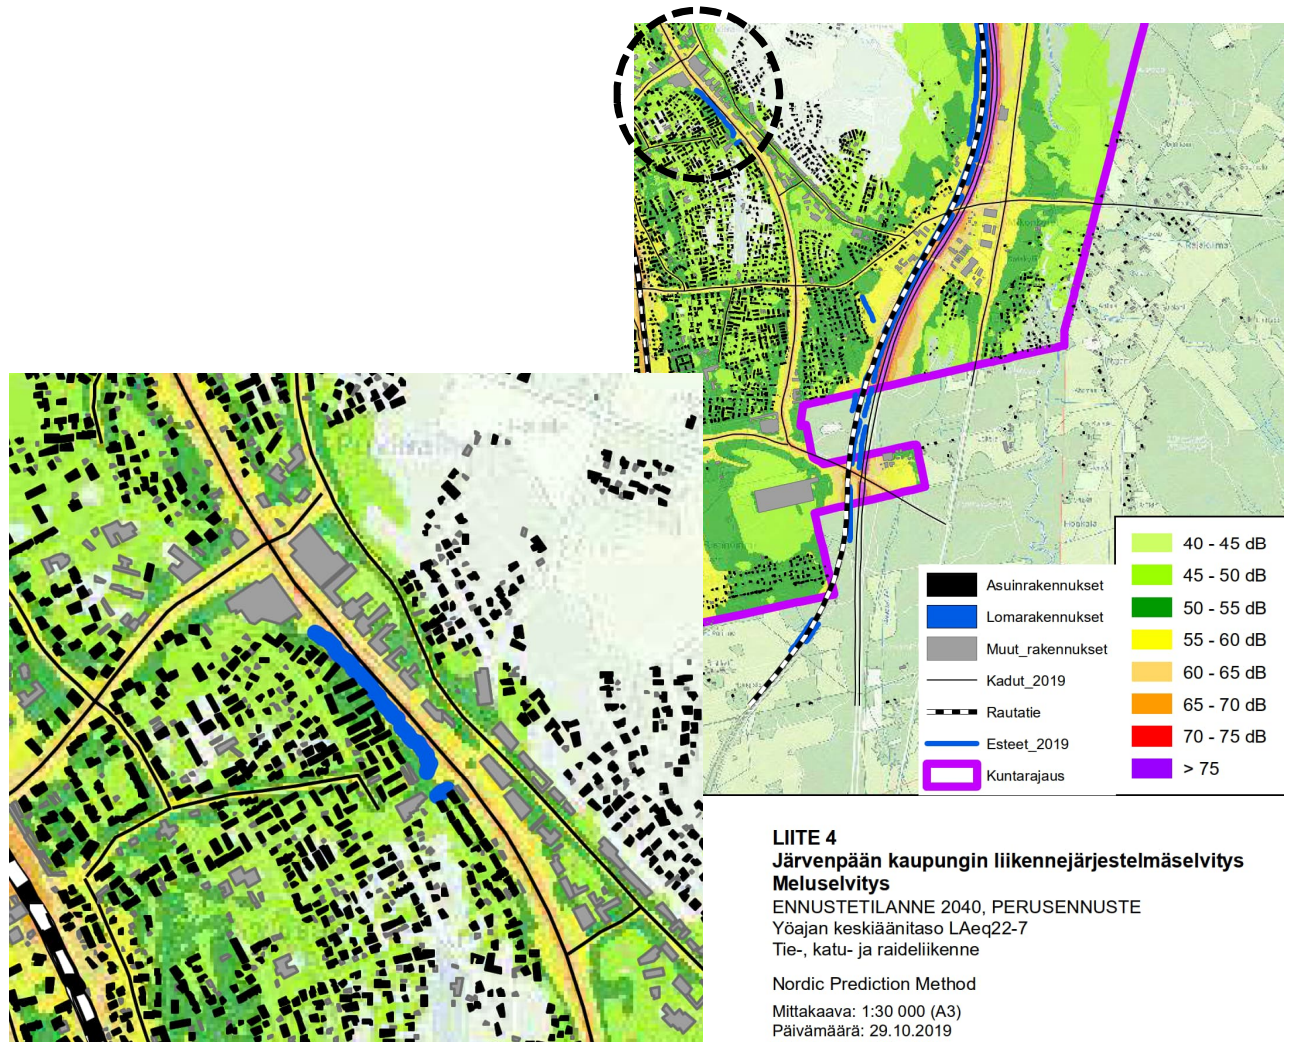 40 - 45 dB
45 - 50 dB
50 - 55 dB
55 - 60 dB
60 - 65 dB
65 - 70 dB
70 - 75 dB
> 75
Asuinrakennukset
Lomarakennukset
Muut_rakennukset
Kadut_2019
Rautatie
Esteet_2019
Kuntarajaus
LIITE 4
Järvenpään kaupungin liikennejärjestelmäselvitys
Meluselvitys
ENNUSTETILANNE 2040, PERUSENNUSTE
Yöajan keskiäänitaso LAeq22-7
Tie-, katu- ja raideliikenne
Nordic Prediction Method
Mittakaava: 1:30 000 (A3)
Päivämäärä: 29.10.2019